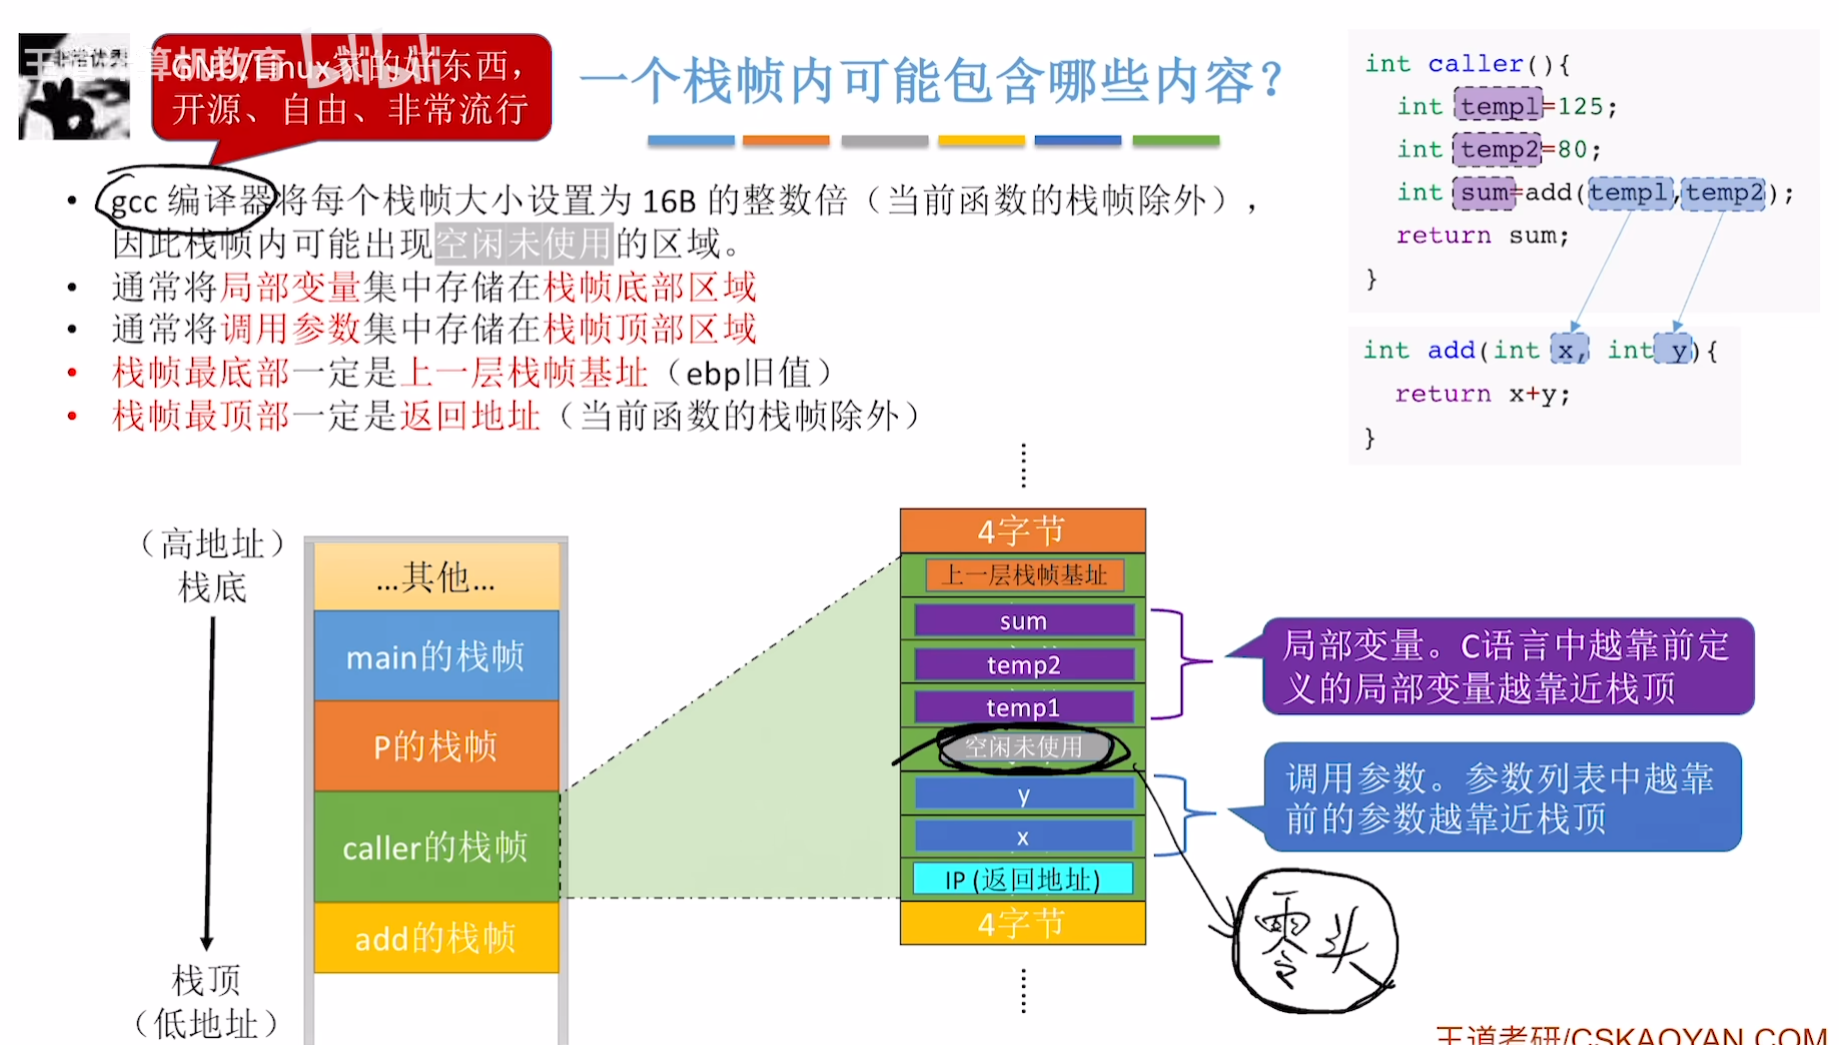 王道计算机教育
bilibili
非常优秀
GNU/Linux家的好东西，
开源、自由、非常流行
一个栈帧内可能包含哪些内容？
• gcc 编译器将每个栈帧大小设置为 16B 的整数倍（当前函数的栈帧除外），
因此栈帧内可能出现空闲未使用的区域。
• 通常将局部变量集中存储在栈帧底部区域
• 通常将调用参数集中存储在栈帧顶部区域
• 栈帧最底部一定是上一层栈帧基址（ebp旧值）
• 栈帧最顶部一定是返回地址（当前函数的栈帧除外）
int caller(){
int temp1=125;
int temp2=80;
int sum=add(temp1,temp2);
return sum;
}
int add(int x, int y){
return x+y;
}
（高地址）
栈底
栈顶
（低地址）
...其他...
main的栈帧
P的栈帧
caller的栈帧
add的栈帧
4字节
上一层栈帧基址
sum
temp2
temp1
空闲未使用
y
x
IP (返回地址)
4字节
局部变量。C语言中越靠前定
义的局部变量越靠近栈顶
调用参数。参数列表中越靠
前的参数越靠近栈顶
零头
王道考研/CSKAOYAN.COM